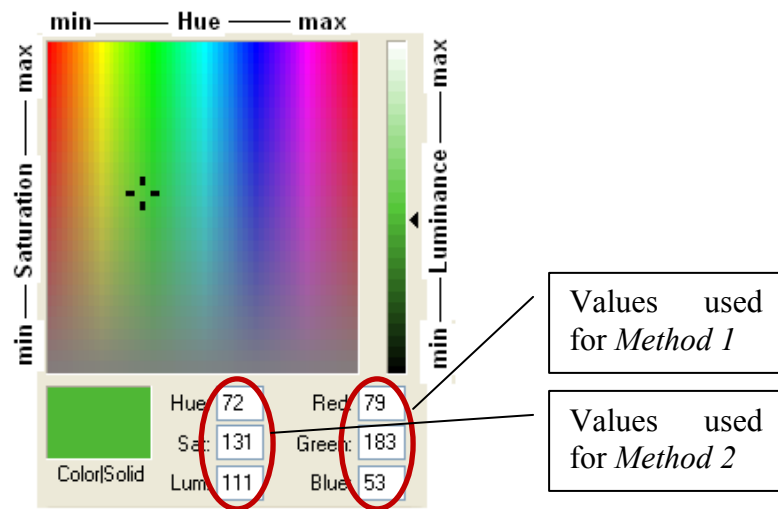 min Hue max
max
Saturation
min
max
Luminance
min
Values used
for Method 1
Hue: 72 Red: 79
Values used
for Method 2
Sat: 131 Green: 183
Color|Solid
Lum: 111 Blue: 53